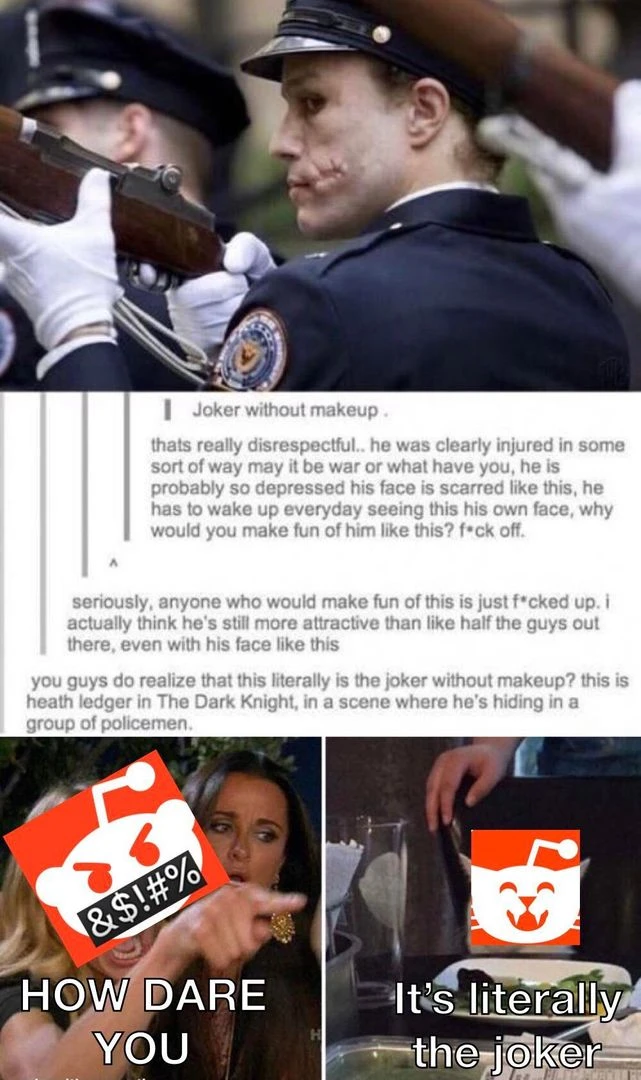 Joker without makeup .
thats really disrespectful.. he was clearly injured in some
sort of way may it be war or what have you, he is
probably so depressed his face is scarred like this, he
has to wake up everyday seeing this his own face, why
would you make fun of him like this? f*ck off.
^
seriously, anyone who would make fun of this is just f*cked up. i
actually think he's still more attractive than like half the guys out
there, even with his face like this
you guys do realize that this literally is the joker without makeup? this is
heath ledger in The Dark Knight, in a scene where he's hiding in a
group of policemen.
&$!#%
HOW DARE
YOU
It's literally
the joker